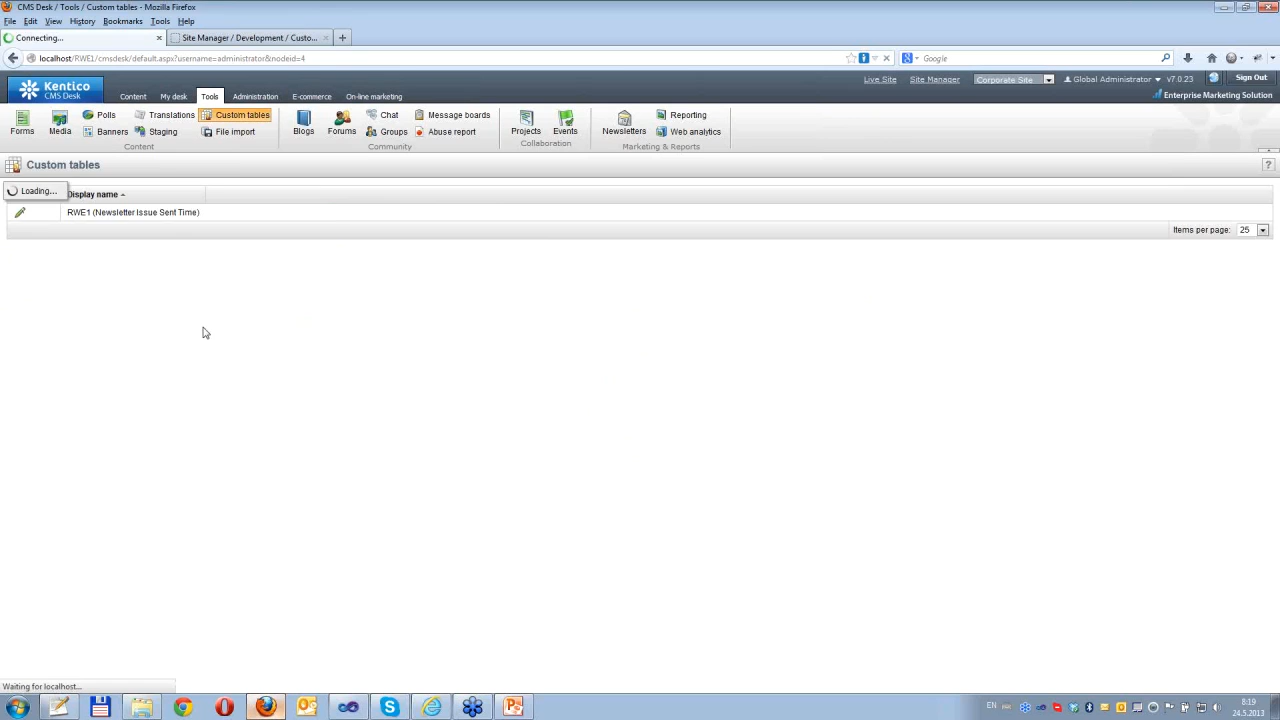 CMS Desk / Tools / Custom tables - Mozilla Firefox
File Edit View History Bookmarks Tools Help
Connecting... Site Manager / Development / Custo...
localhost/RWE1/cmsdesk/default.aspx?username=administrator&nodeid=4 Google
Kentico CMS Desk Live Site Site Manager Corporate Site Global Administrator v7.0.23 Sign Out
Content My desk Tools Administration E-commerce On-line marketing Enterprise Marketing Solution
Forms Media Polls Translations Custom tables Blogs Forums Chat Message boards Projects Events Newsletters Reporting
Banners Staging File import Groups Abuse report Web analytics
Content Community Collaboration Marketing & Reports
Custom tables
Loading... Display name
RWE1 (Newsletter Issue Sent Time)
Items per page: 25
Waiting for localhost...
EN 8:19
24.5.2013